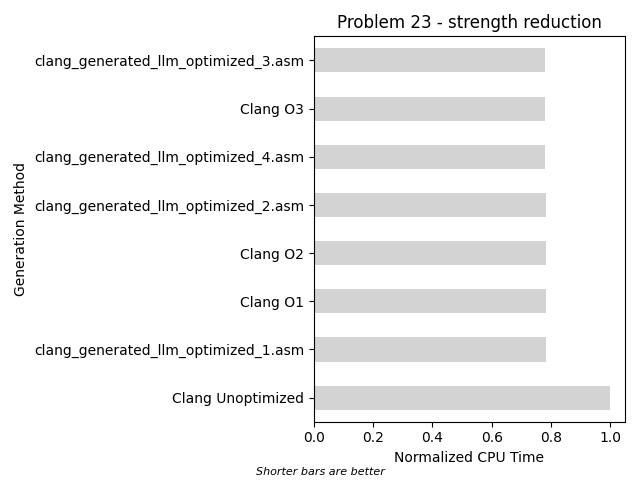 Problem 23 - strength reduction
clang_generated_llm_optimized_3.asm
Clang O3
clang_generated_llm_optimized_4.asm
clang_generated_llm_optimized_2.asm
Clang O2
Clang O1
clang_generated_llm_optimized_1.asm
Clang Unoptimized
Generation Method
0.0 0.2 0.4 0.6 0.8 1.0
Normalized CPU Time
Shorter bars are better